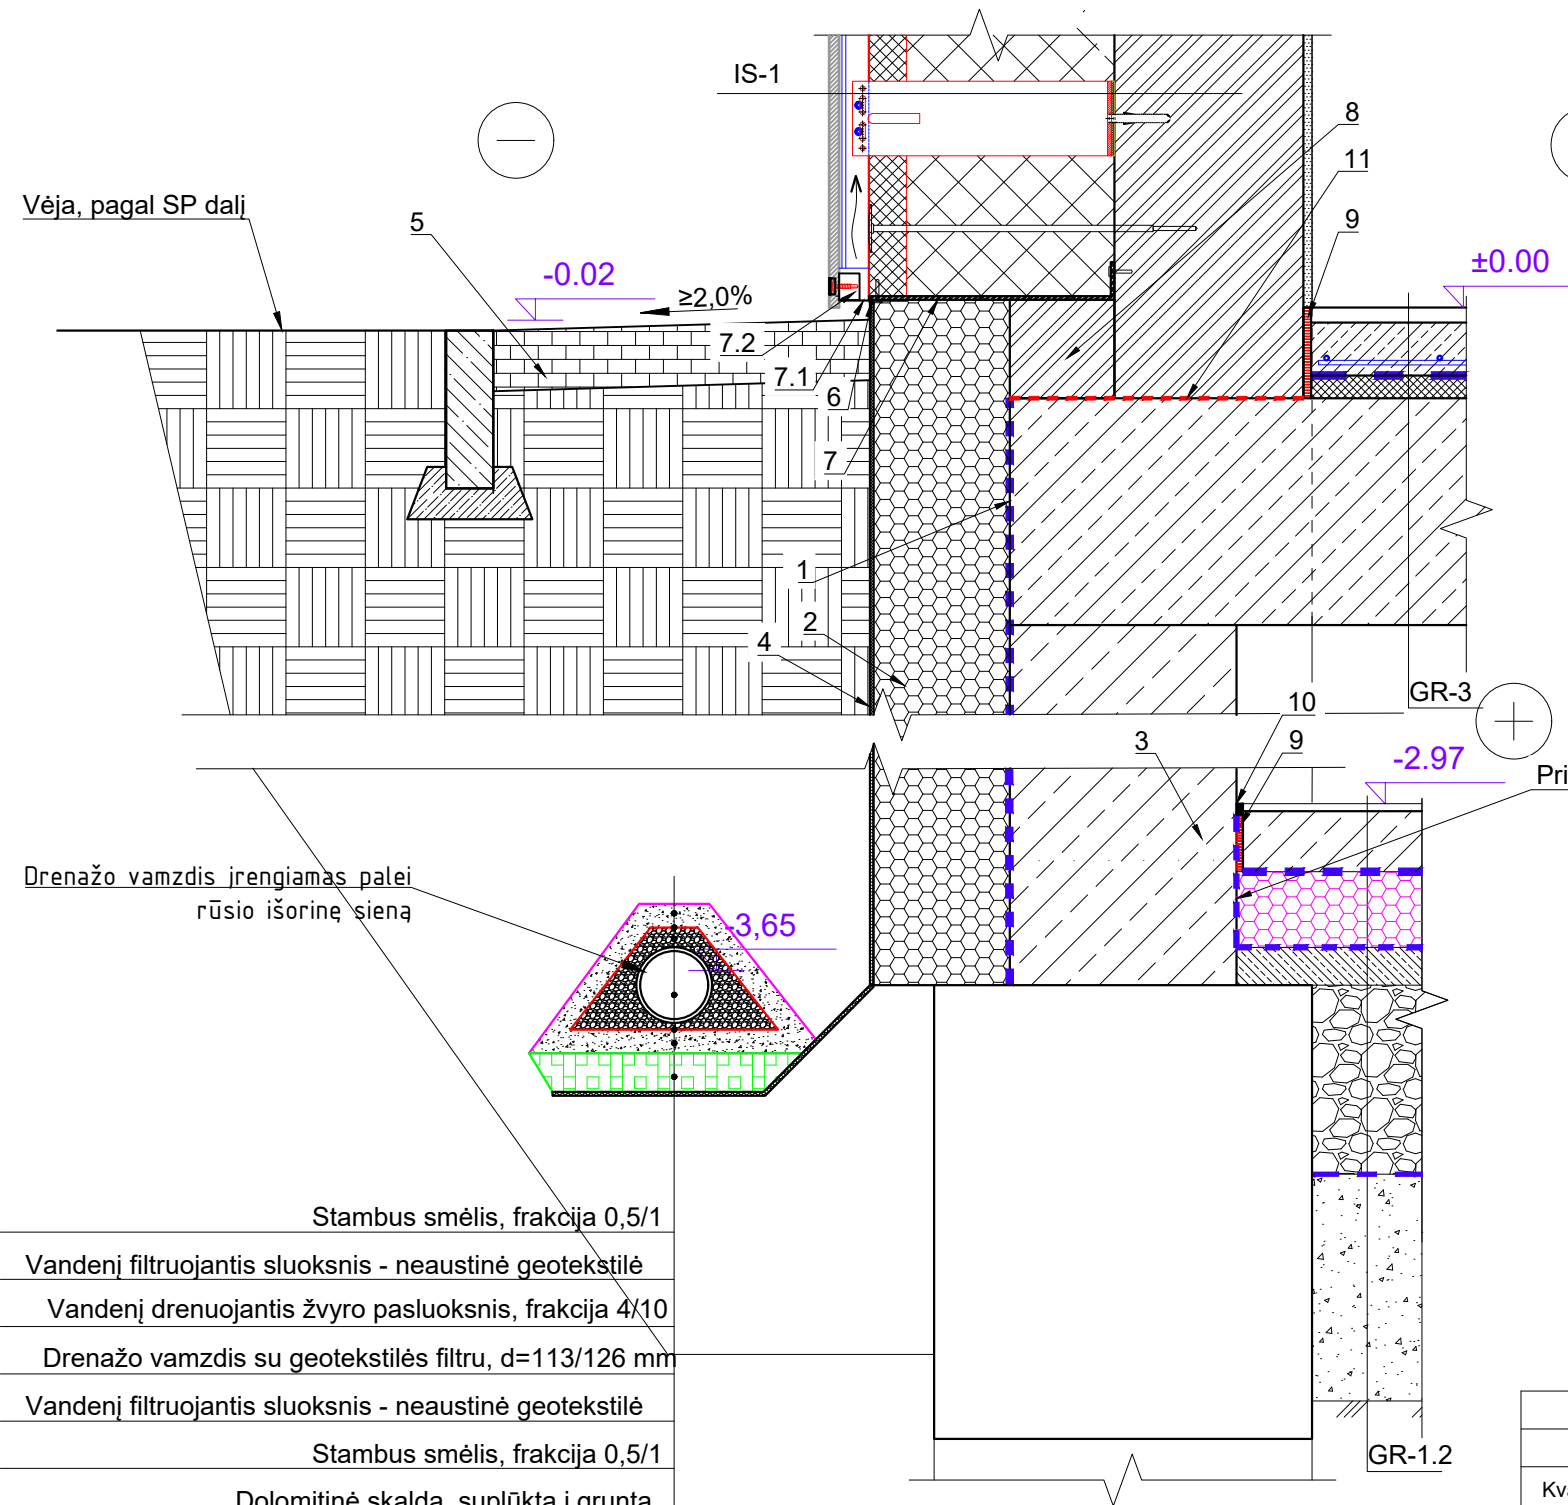 IS-1
8
11
Vėja, pagal SP dalį
5
9
-0.02
±0.00
≥2,0%
7.2
7.1
6
7
1
2
4
GR-3
10
3
9
-2.97
Pri
Drenažo vamzdis įrengiamas palei
rūsio išorinę sieną
-3,65
Stambus smėlis, frakcija 0,5/1
Vandenį filtruojantis sluoksnis - neaustinė geotekstilė
Vandenį drenuojantis žvyro pasluoksnis, frakcija 4/10
Drenažo vamzdis su geotekstilės filtru, d=113/126 mm
Vandenį filtruojantis sluoksnis - neaustinė geotekstilė
Stambus smėlis, frakcija 0,5/1
GR-1.2
Dolomitinė skalda, suplūkta į gruntą
Kv